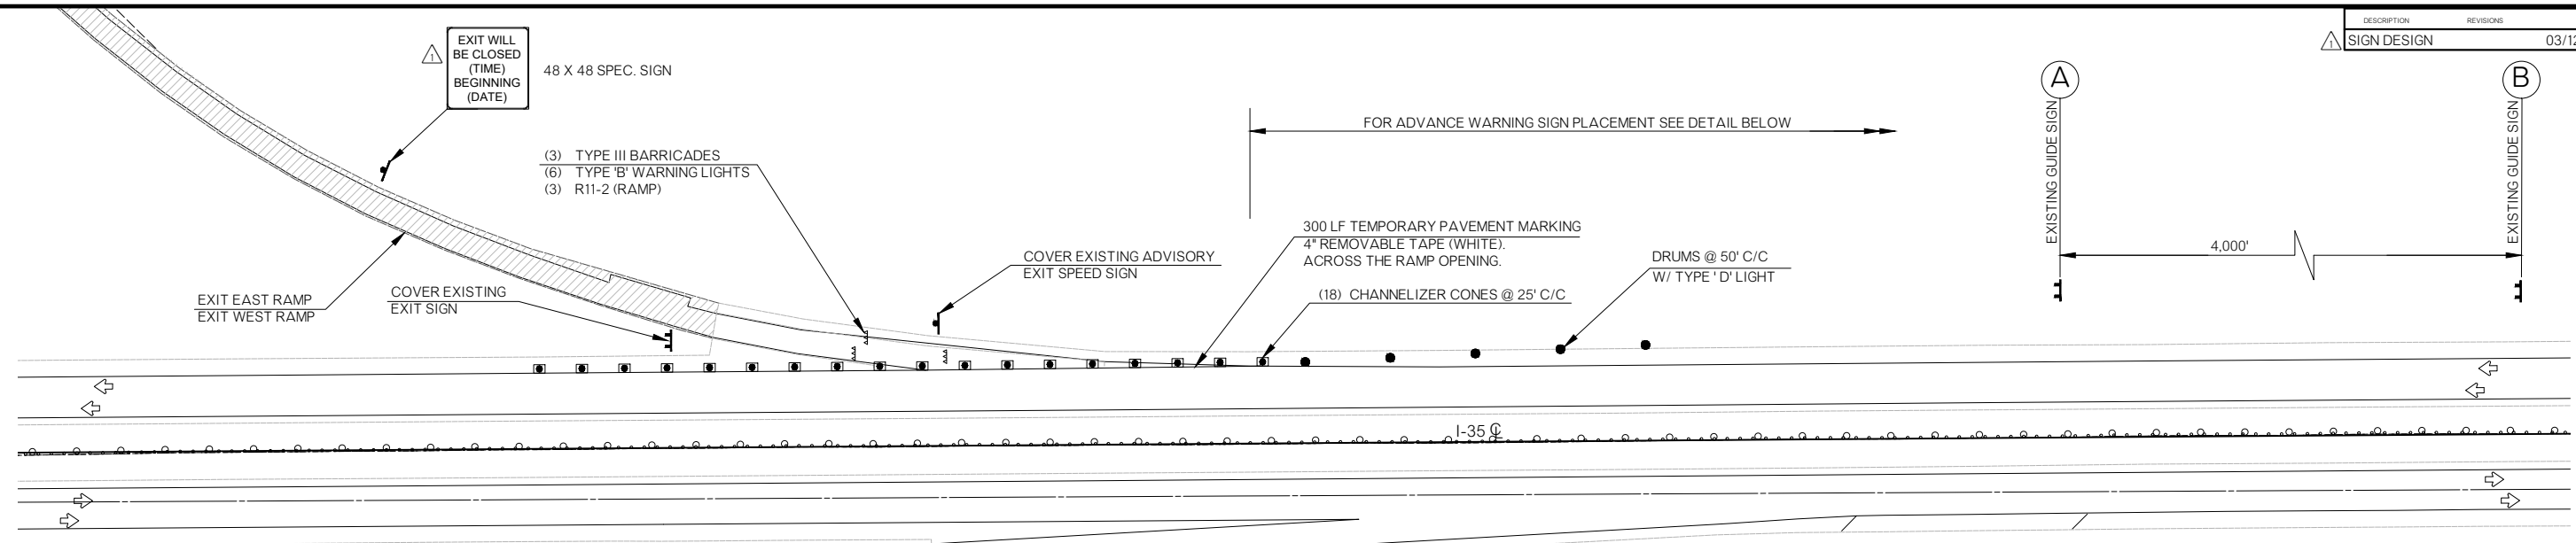 DESCRIPTION REVISIONS
1 SIGN DESIGN
1
EXIT WILL
BE CLOSED
(TIME)
BEGINNING
(DATE)
48 X 48 SPEC. SIGN
A
B
EXISTING GUIDE SIGN
EXISTING GUIDE SIGN
4,000'
FOR ADVANCE WARNING SIGN PLACEMENT SEE DETAIL BELOW
(3) TYPE III BARRICADES
(6) TYPE 'B' WARNING LIGHTS
(3) R11-2 (RAMP)
300 LF TEMPORARY PAVEMENT MARKING
4" REMOVABLE TAPE (WHITE).
ACROSS THE RAMP OPENING.
COVER EXISTING ADVISORY
EXIT SPEED SIGN
DRUMS @ 50' C/C
W/ TYPE ' D' LIGHT
(18) CHANNELIZER CONES @ 25' C/C
EXIT EAST RAMP
EXIT WEST RAMP
COVER EXISTING
EXIT SIGN
I-35 ℄